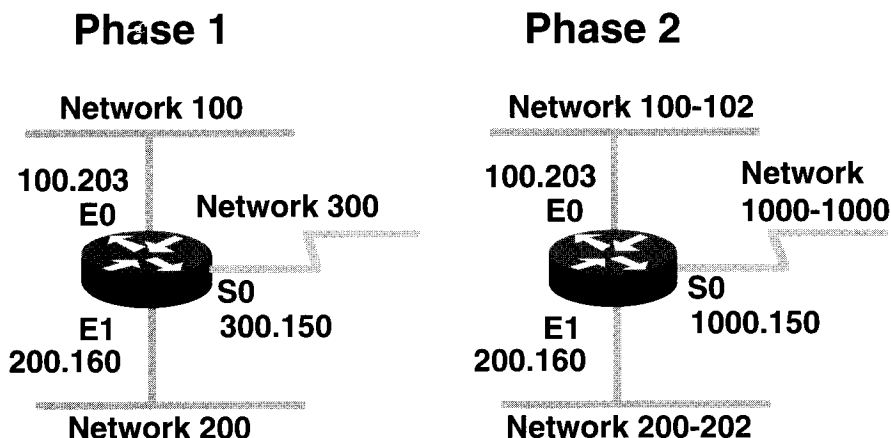 Phase 1
Network 100
100.203
E0
Network 300
S0
300.150
E1
200.160
Network 200
Phase 2
Network 100-102
100.203
E0
Network
1000-1000
S0
1000.150
E1
200.160
Network 200-202